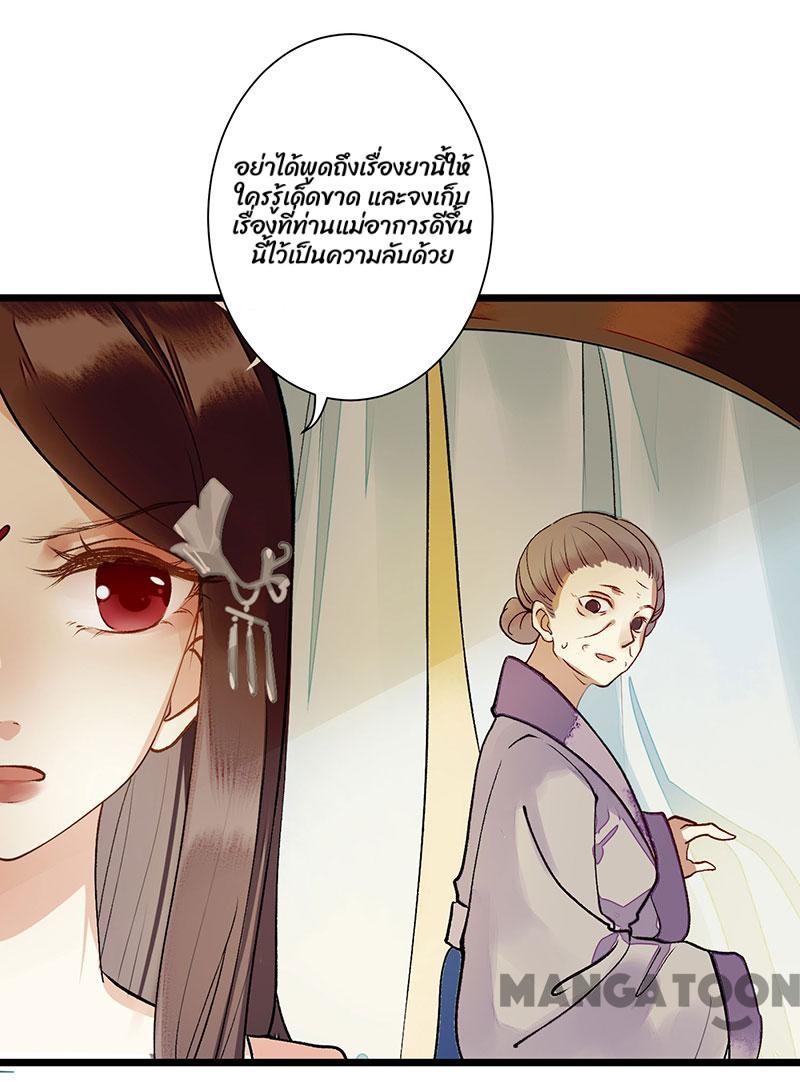 อย่าได้พูดถึงเรื่องยานี้ให้
ใครรู้เด็ดขาด และจงเก็บ
เรื่องที่ท่านแม่อาการดีขึ้น
นี้ไว้เป็นความลับด้วย
MANGATOON